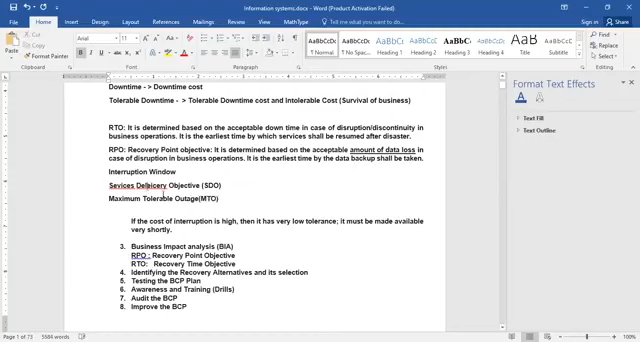 Information systems.docx - Word (Product Activation Failed)
File Home Insert Design Layout References Mailings Review View Tell me what you want to do...
Sign in Share
Paste Cut Copy Format Painter
Find Replace Select
AaBbCcDc AaBbCcDc AaBbC AaBbCc AaBbCcD AaBbCcD AaB AaBbCcD
¶ Normal ¶ No Spac... Heading 1 Heading 2 Heading 3 Heading 4 Title Subtitle
Clipboard Font Paragraph Styles Editing
Downtime - > Downtime cost
Tolerable Downtime - > Tolerable Downtime cost and Intolerable Cost (Survival of business)
RTO: It is determined based on the acceptable down time in case of disruption/discontinuity in
business operations. It is the earliest time by which services shall be resumed after disaster.
RPO: Recovery Point objective: It is determined based on the acceptable amount of data loss in
case of disruption in business operations. It is the earliest time by the data backup shall be taken.
Interruption Window
Objective (SDO)
Maximum Tolerable Outage(MTO)
If the cost of interruption is high, then it has very low tolerance; it must be made available
very shortly.
3. Business Impact analysis (BIA)
RPO : Recovery Point Objective
RTO: Recovery Time Objective
4. Identifying the Recovery Alternatives and its selection
5. Testing the BCP Plan
6. Awareness and Training (Drills)
7. Audit the BCP
8. Improve the BCP
Format Text Effects
Text Fill
Text Outline
Page 1 of 73 5584 words
100%